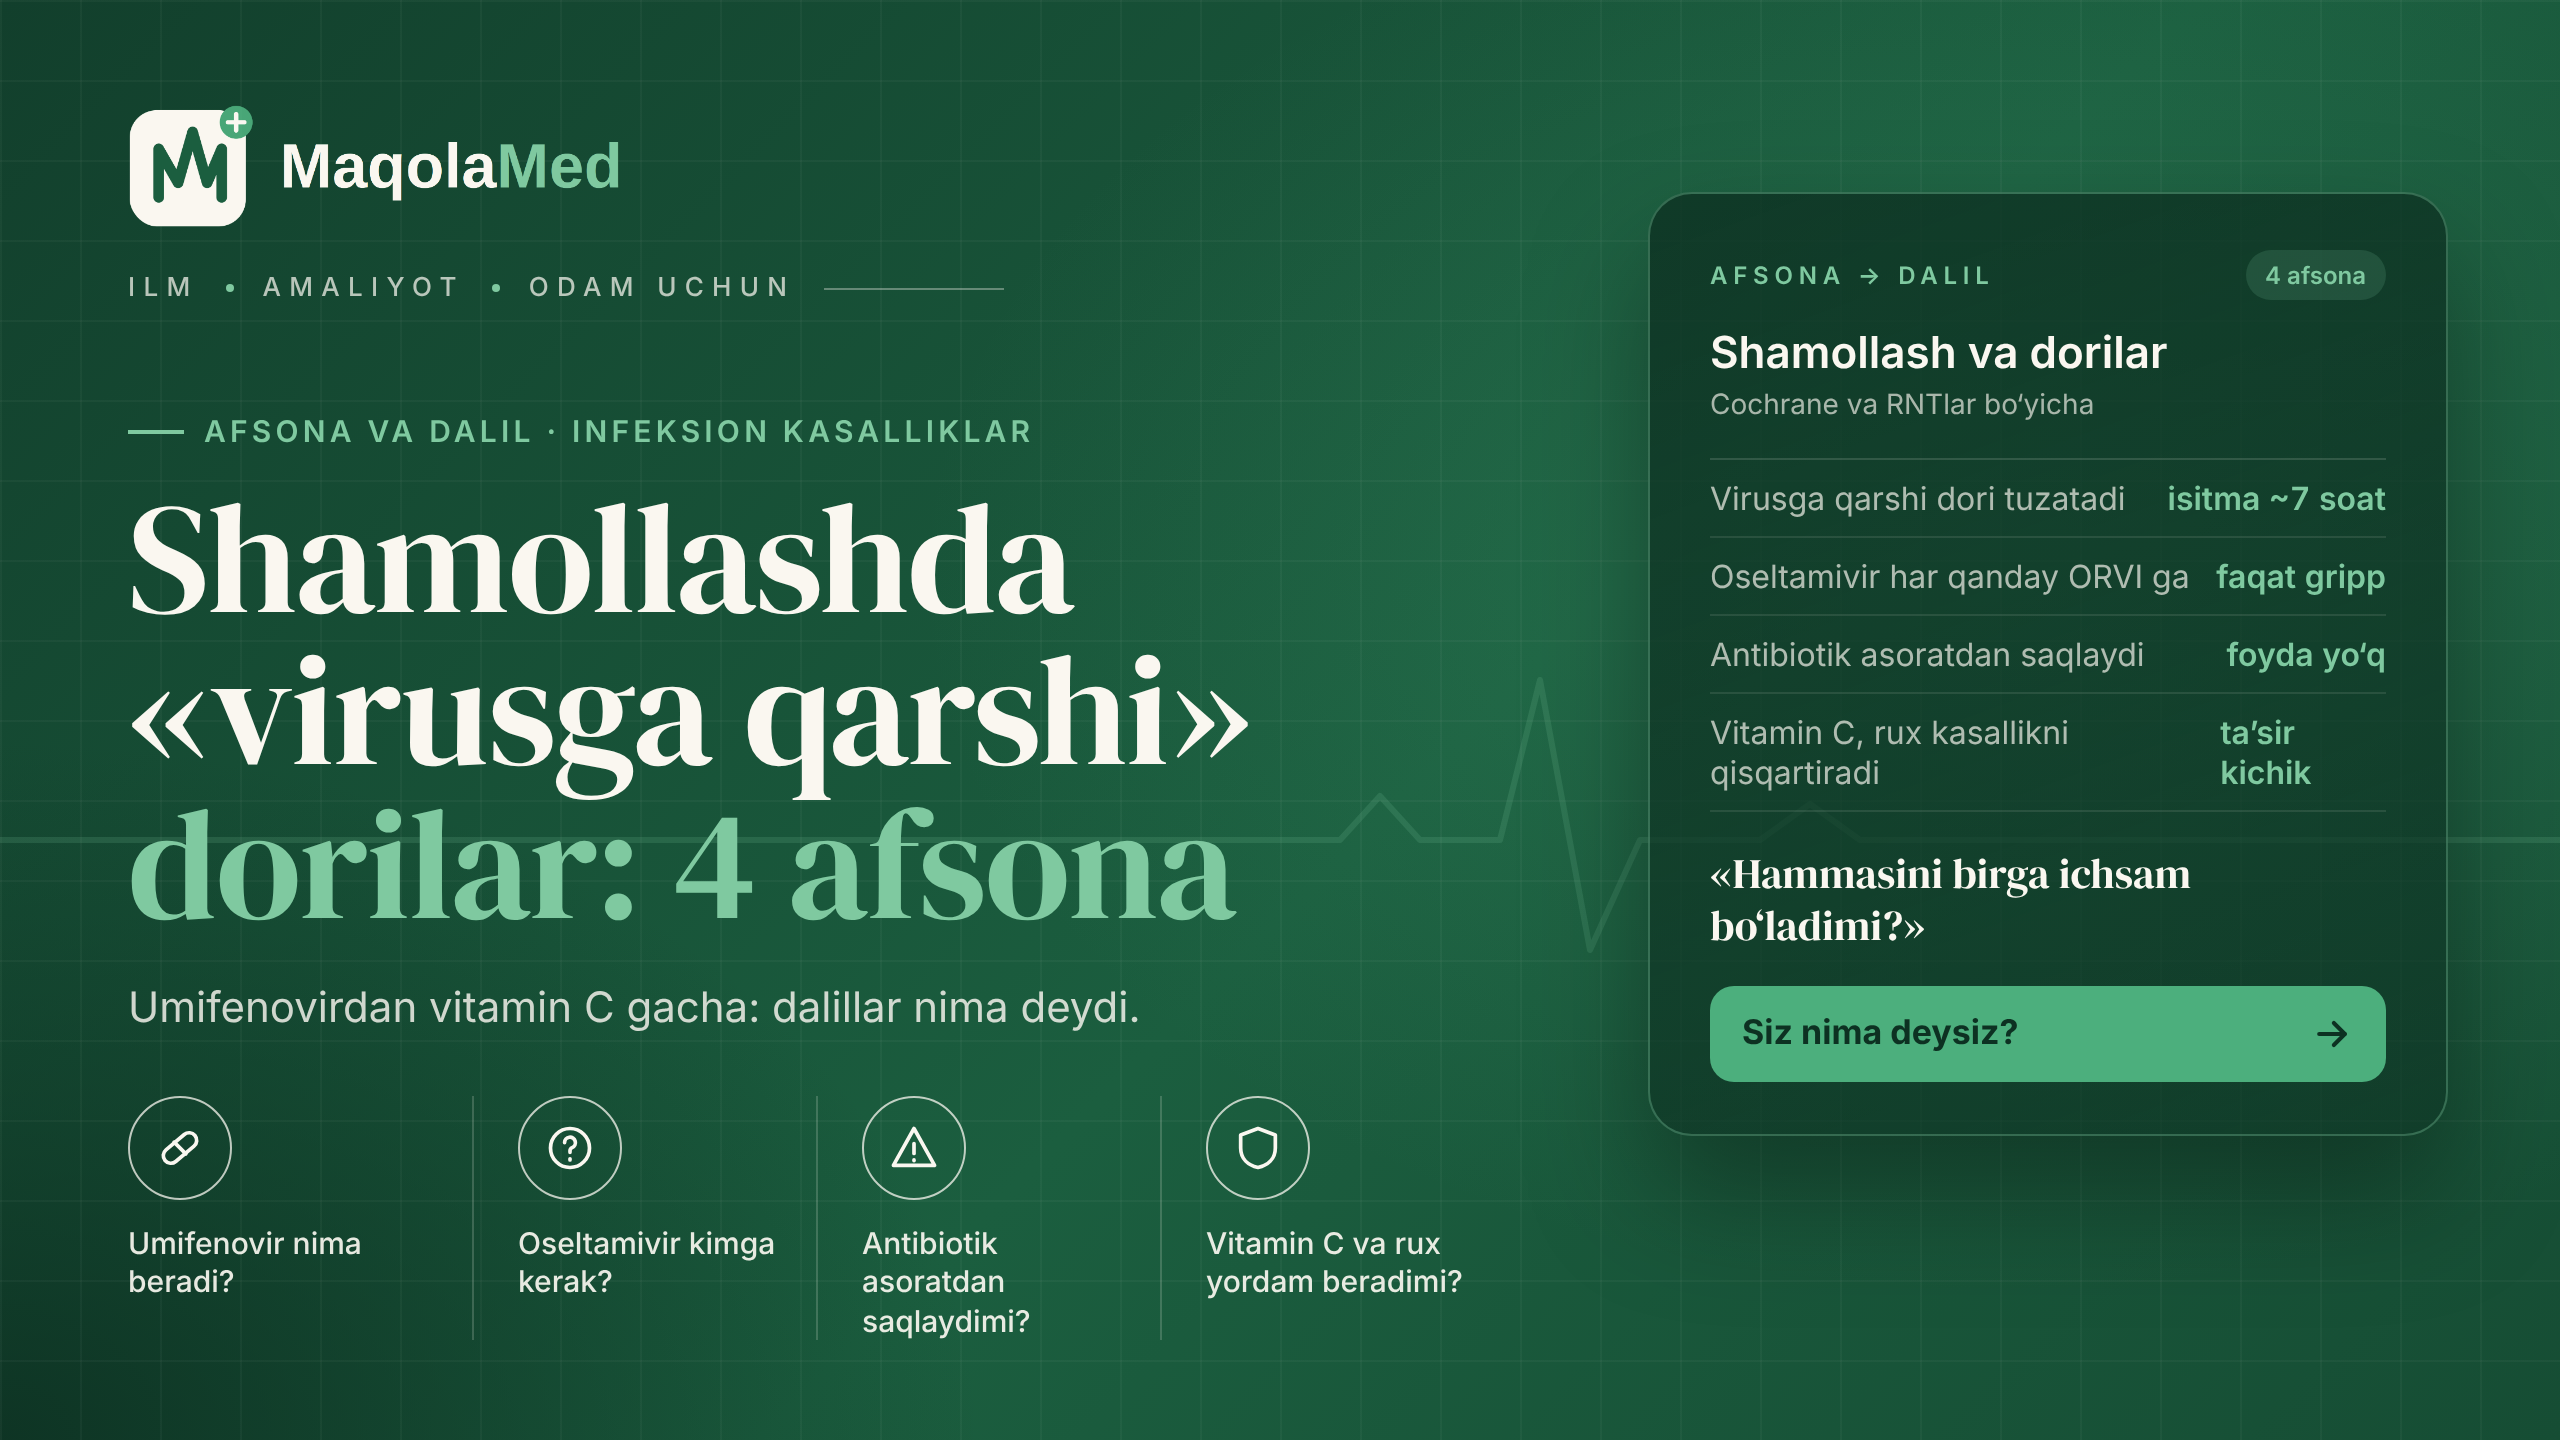 MaqolaMed
ILM • AMALIYOT • ODAM UCHUN
AFSONA VA DALIL · INFEKSION KASALLIKLAR
Shamollashda
«virusga qarshi»
dorilar: 4 afsona
Umifenovirdan vitamin C gacha: dalillar nima deydi.
Umifenovir nima
beradi?
Oseltamivir kimga
kerak?
Antibiotik
asoratdan
saqlaydimi?
Vitamin C va rux
yordam beradimi?
AFSONA → DALIL
4 afsona
Shamollash va dorilar
Cochrane va RNTlar bo‘yicha
Virusga qarshi dori tuzatadi isitma ~7 soat
Oseltamivir har qanday ORVI ga faqat gripp
Antibiotik asoratdan saqlaydi foyda yo‘q
Vitamin C, rux kasallikni ta’sir
qisqartiradi kichik
«Hammasini birga ichsam
bo‘ladimi?»
Siz nima deysiz? →